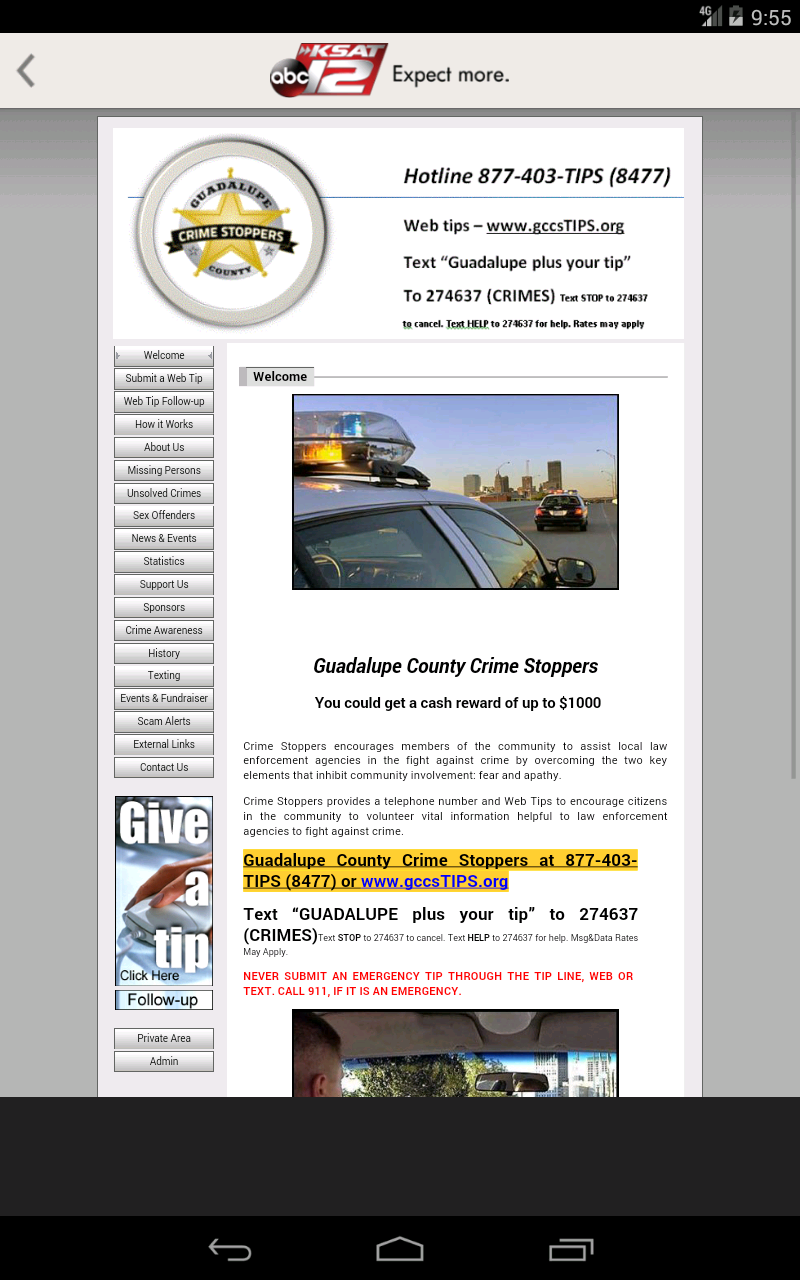 4G 9:55
KSAT
abc 12 Expect more.
Hotline 877-403-TIPS (8477)
GUADALUPE
CRIME STOPPERS
COUNTY
Web tips – www.gccsTIPS.org
Text “Guadalupe plus your tip”
To 274637 (CRIMES) Text STOP to 274637
to cancel. Text HELP to 274637 for help. Rates may apply
Welcome
Submit a Web Tip
Web Tip Follow-up
How it Works
About Us
Missing Persons
Unsolved Crimes
Sex Offenders
News & Events
Statistics
Support Us
Sponsors
Crime Awareness
History
Texting
Events & Fundraiser
Scam Alerts
External Links
Contact Us
Give
a
tip
Click Here
Follow-up
Private Area
Admin
Welcome
Guadalupe County Crime Stoppers
You could get a cash reward of up to $1000
Crime Stoppers encourages members of the community to assist local law
enforcement agencies in the fight against crime by overcoming the two key
elements that inhibit community involvement: fear and apathy.
Crime Stoppers provides a telephone number and Web Tips to encourage citizens
in the community to volunteer vital information helpful to law enforcement
agencies to fight against crime.
Guadalupe County Crime Stoppers at 877-403-
TIPS (8477) or www.gccsTIPS.org
Text “GUADALUPE plus your tip” to 274637
(CRIMES)Text STOP to 274637 to cancel. Text HELP to 274637 for help. Msg&Data Rates
May Apply.
NEVER SUBMIT AN EMERGENCY TIP THROUGH THE TIP LINE, WEB OR
TEXT. CALL 911, IF IT IS AN EMERGENCY.